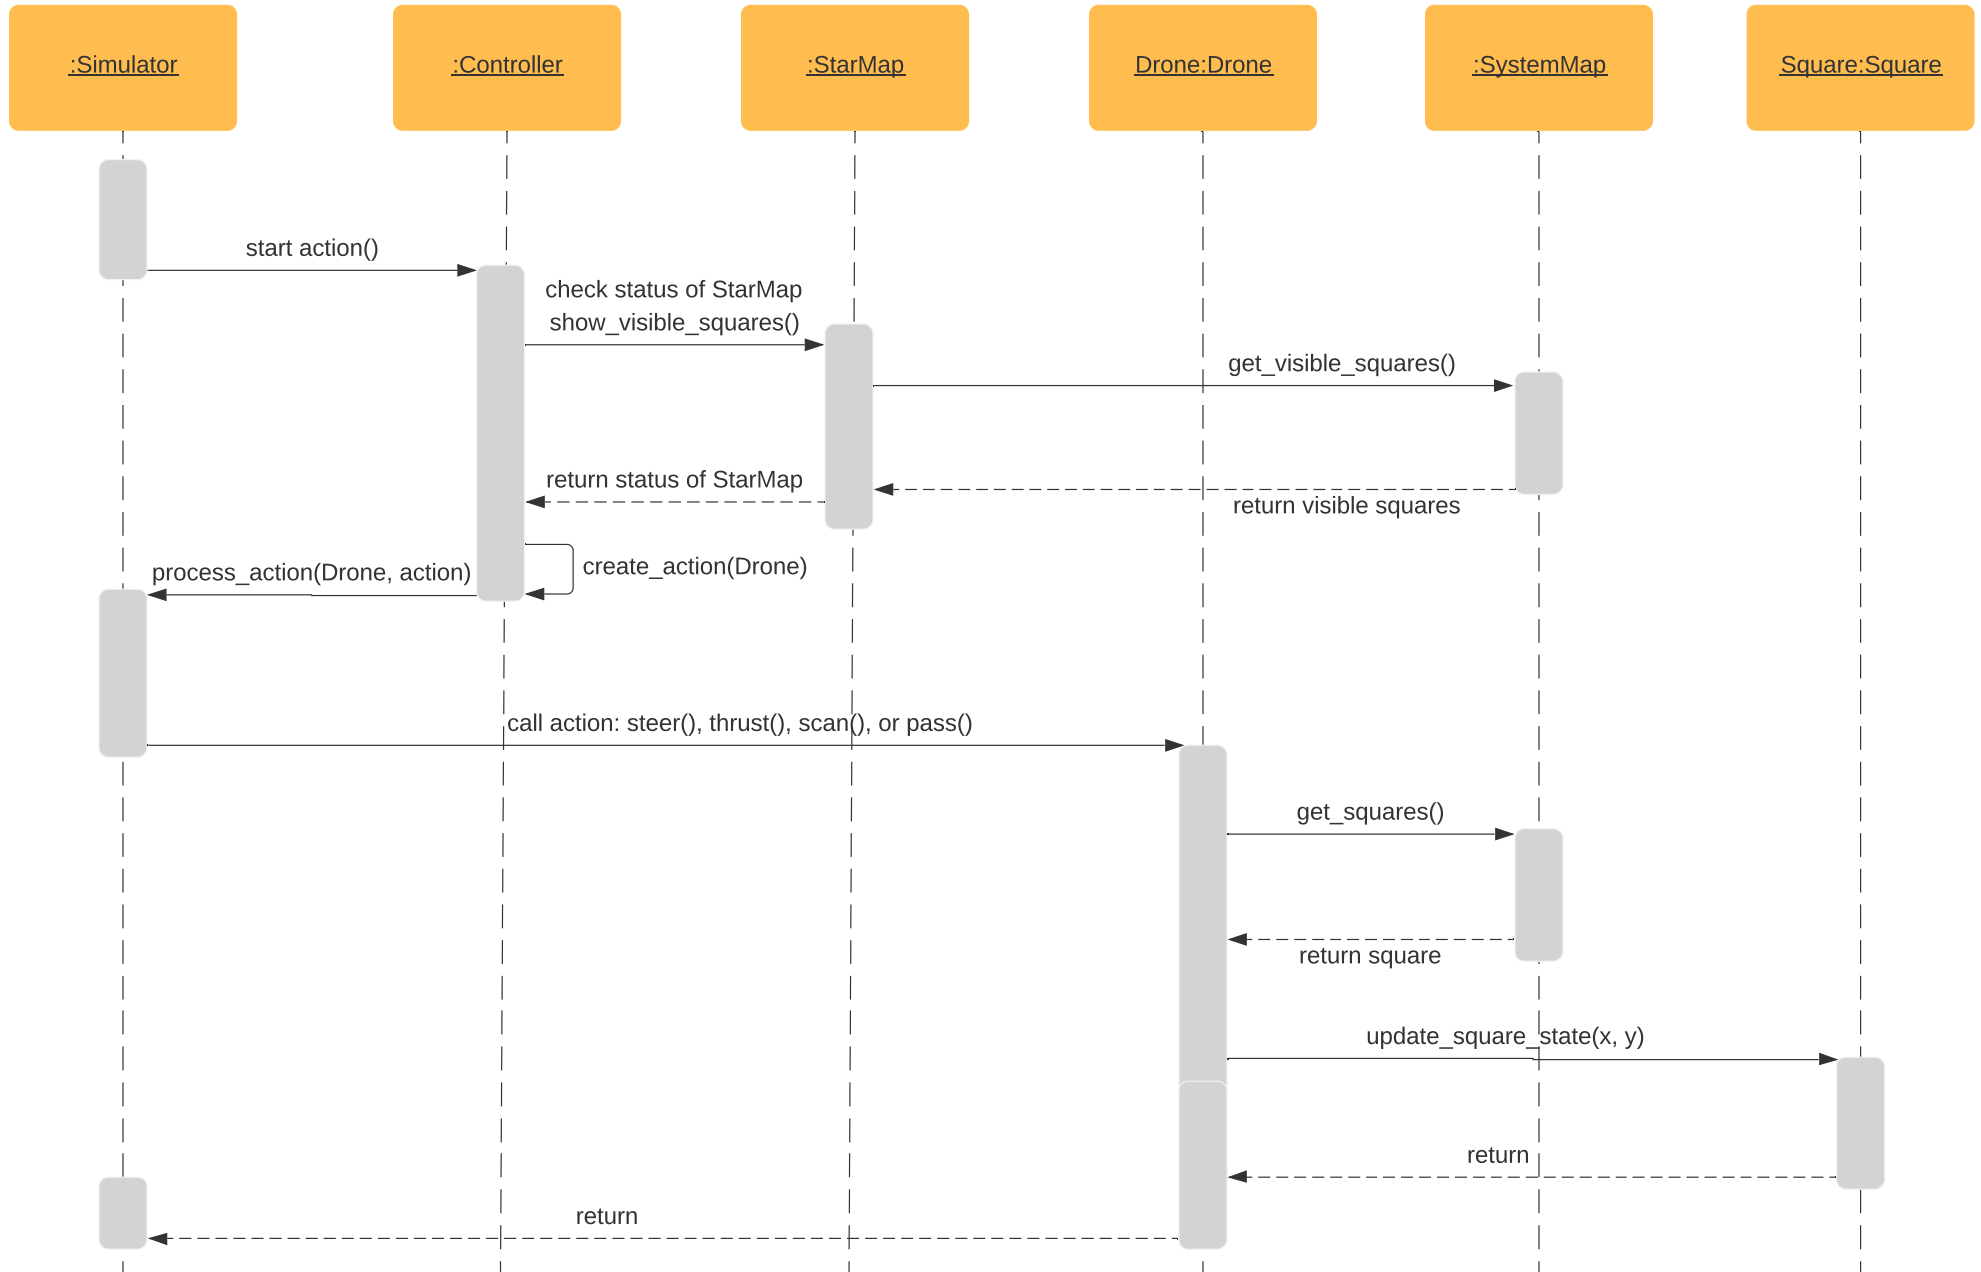 :Simulator
:Controller
:StarMap
Drone:Drone
:SystemMap
Square:Square
start action()
check status of StarMap
show_visible_squares()
get_visible_squares()
return status of StarMap
return visible squares
create_action(Drone)
process_action(Drone, action)
call action: steer(), thrust(), scan(), or pass()
get_squares()
return square
update_square_state(x, y)
return
return